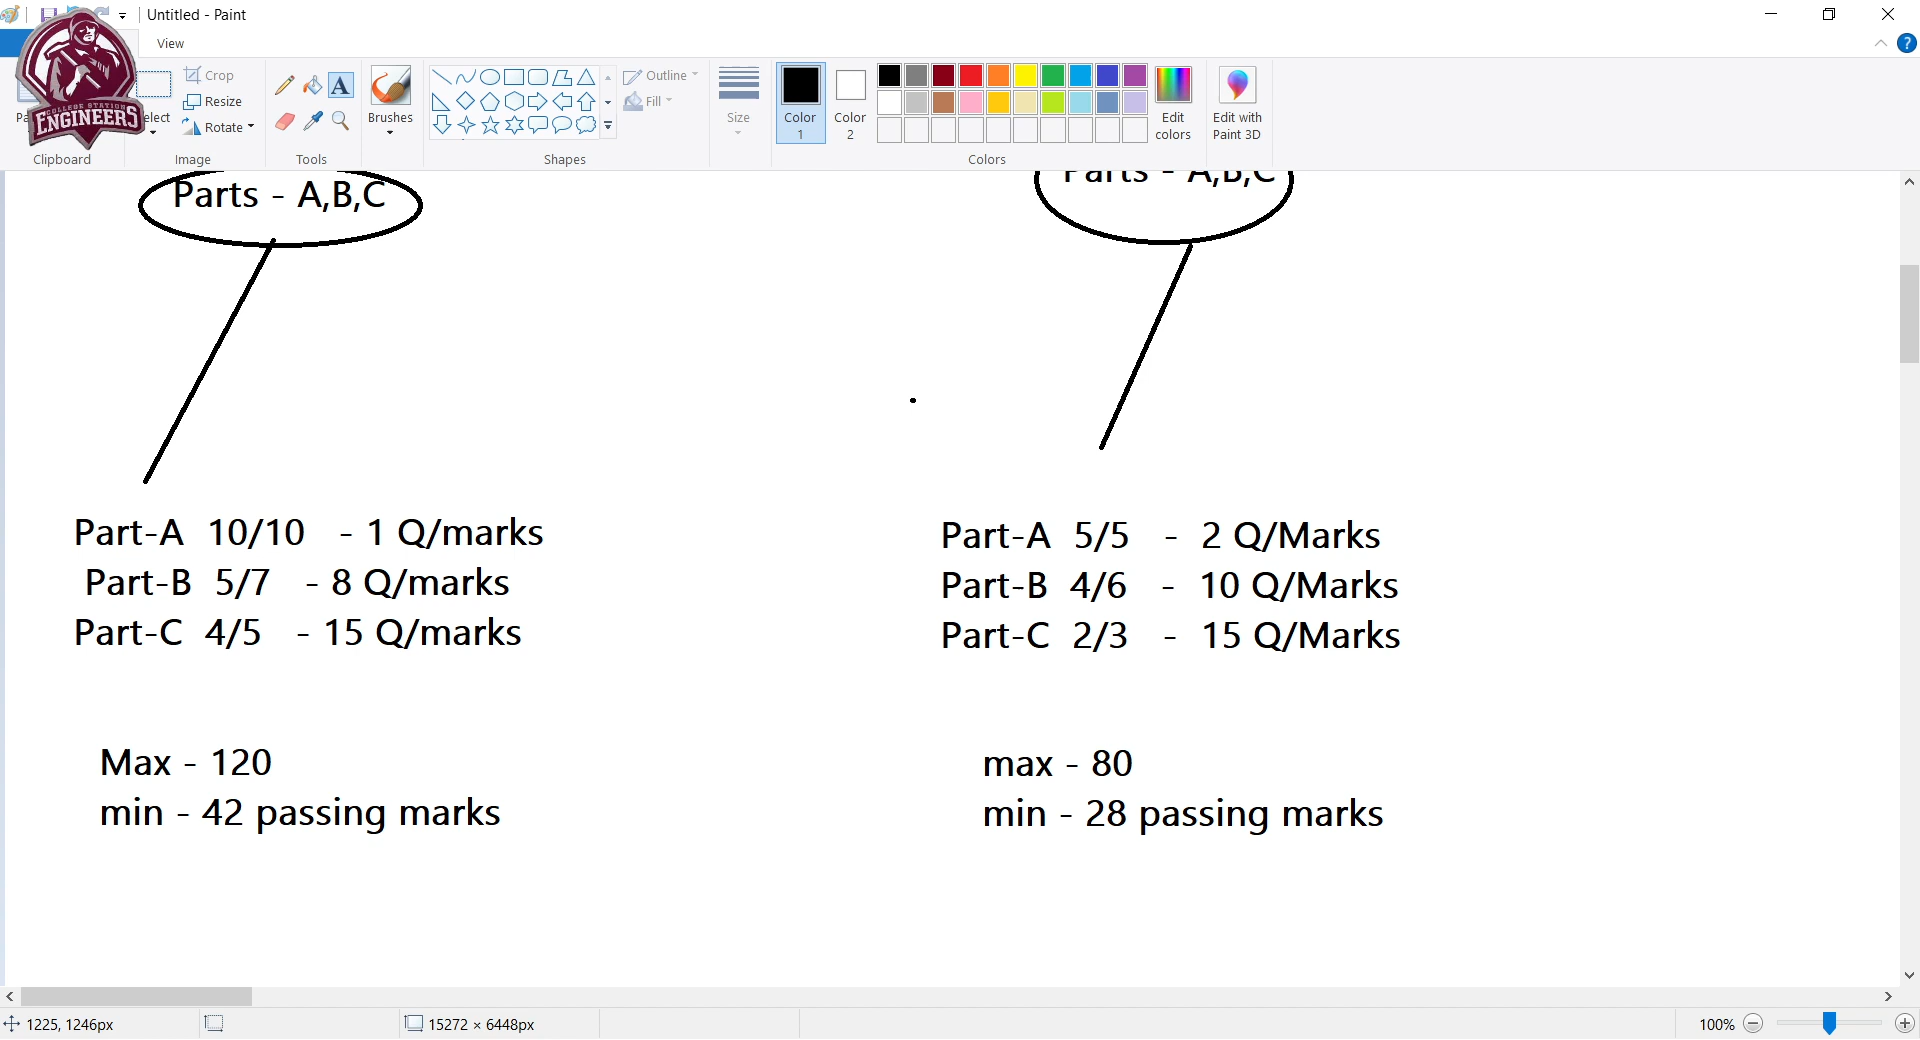 Untitled - Paint
View
Crop
Resize
Rotate
Brushes
Outline
Fill
Size
Color 1
Color 2
Edit colors
Edit with Paint 3D
Clipboard
Image
Tools
Shapes
Colors
COLLEGE STATION
ENGINEERS
Parts - A,B,C
Parts - A,B,C
Part-A 10/10 - 1 Q/marks
Part-B 5/7 - 8 Q/marks
Part-C 4/5 - 15 Q/marks
Part-A 5/5 - 2 Q/Marks
Part-B 4/6 - 10 Q/Marks
Part-C 2/3 - 15 Q/Marks
Max - 120
min - 42 passing marks
max - 80
min - 28 passing marks
1225, 1246px
15272 × 6448px
100%